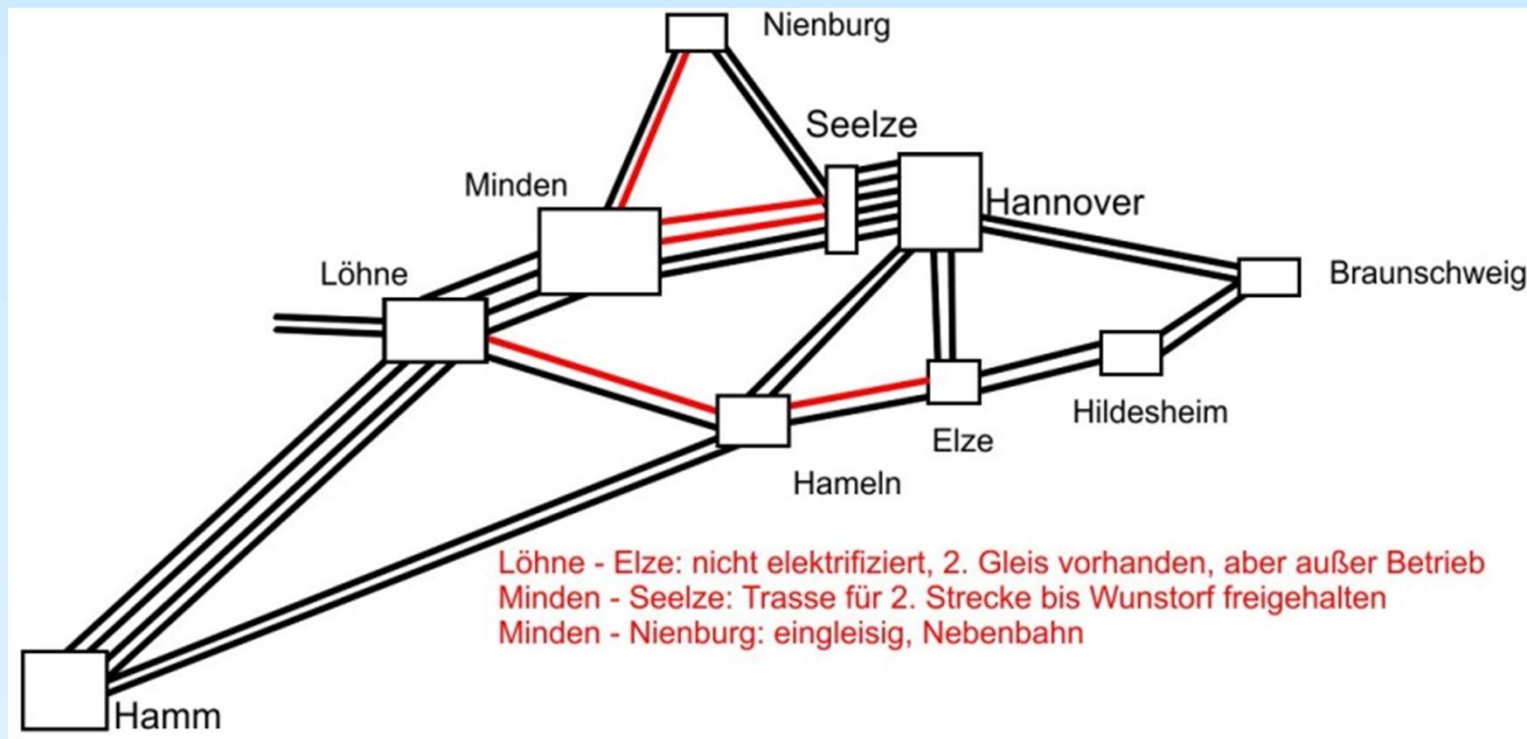 Nienburg
Seelze
Minden
Hannover
Löhne
Braunschweig
Hildesheim
Elze
Hameln
Löhne - Elze: nicht elektrifiziert, 2. Gleis vorhanden, aber außer Betrieb
Minden - Seelze: Trasse für 2. Strecke bis Wunstorf freigehalten
Minden - Nienburg: eingleisig, Nebenbahn
Hamm